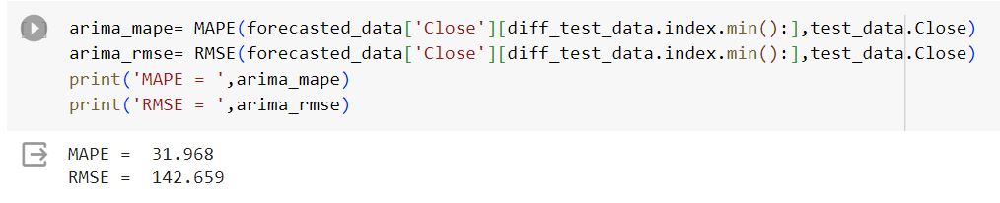 arima_mape= MAPE(forecasted_data['Close'][diff_test_data.index.min():],test_data.Close)
arima_rmse= RMSE(forecasted_data['Close'][diff_test_data.index.min():],test_data.Close)
print('MAPE = ',arima_mape)
print('RMSE = ',arima_rmse)
MAPE =  31.968
RMSE =  142.659